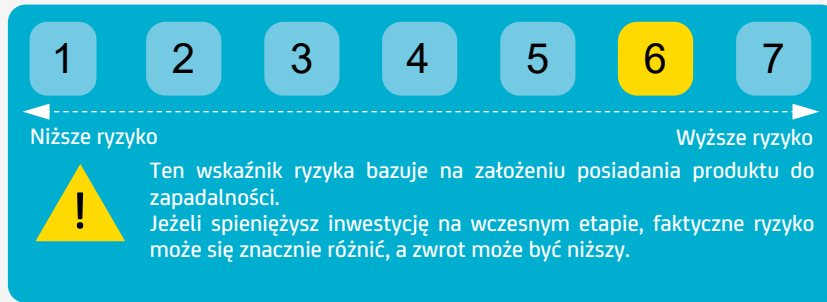 1 2 3 4 5 6 7
Niższe ryzyko Wyższe ryzyko
!
Ten wskaźnik ryzyka bazuje na założeniu posiadania produktu do
zapadalności.
Jeżeli spieniężysz inwestycję na wczesnym etapie, faktyczne ryzyko
może się znacznie różnić, a zwrot może być niższy.